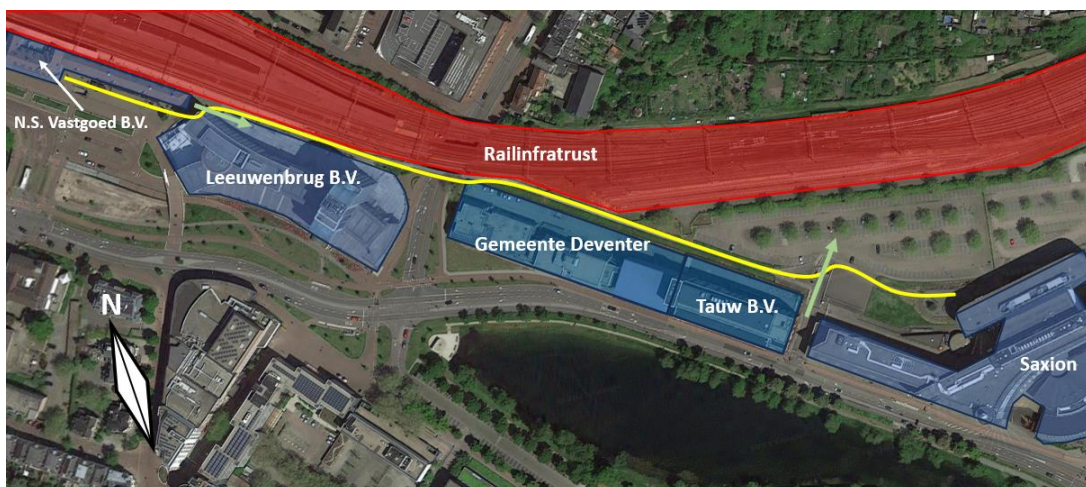 N.S. Vastgoed B.V.
Railinfratrust
Leeuwenbrug B.V.
Gemeente Deventer
Tauw B.V.
Saxion
N